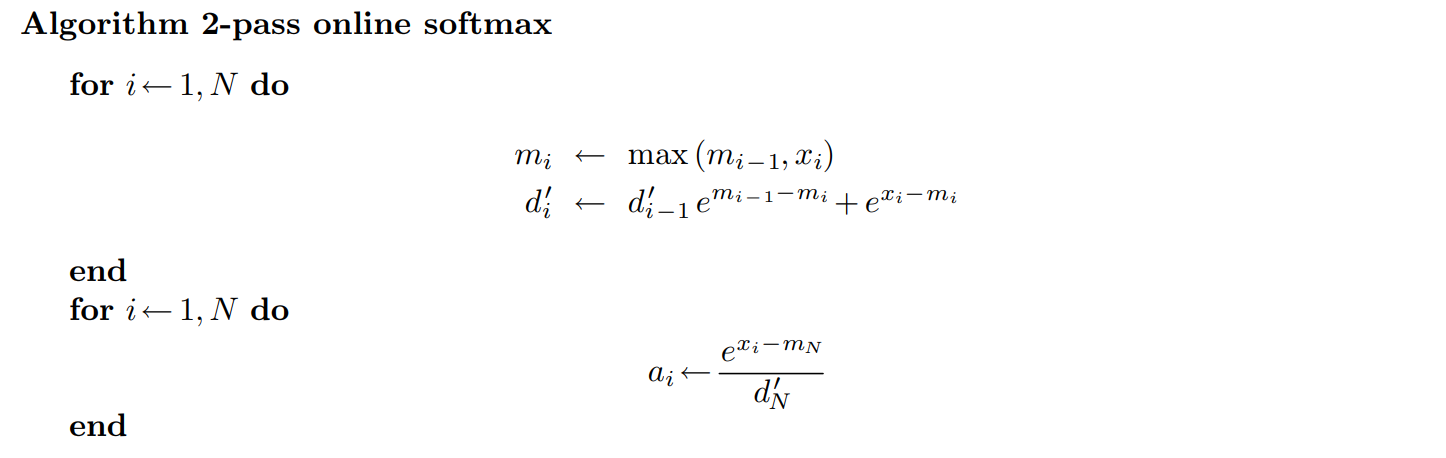 Algorithm 2-pass online softmax
for i ← 1, N do
m_i ← max (m_{i−1}, x_i)
d′_i ← d′_{i−1} e^{m_{i−1}−m_i} + e^{x_i−m_i}
end
for i ← 1, N do
a_i ← \frac{e^{x_i−m_N}}{d′_N}
end